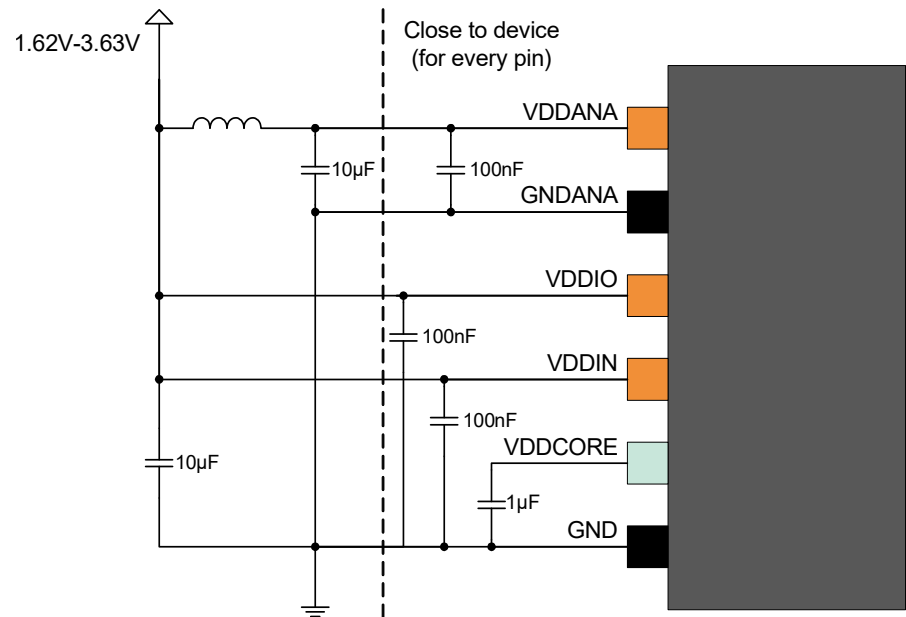 1.62V-3.63V
Close to device
(for every pin)
VDDANA
10µF
100nF
GNDANA
VDDIO
100nF
VDDIN
100nF
VDDCORE
10µF
1µF
GND